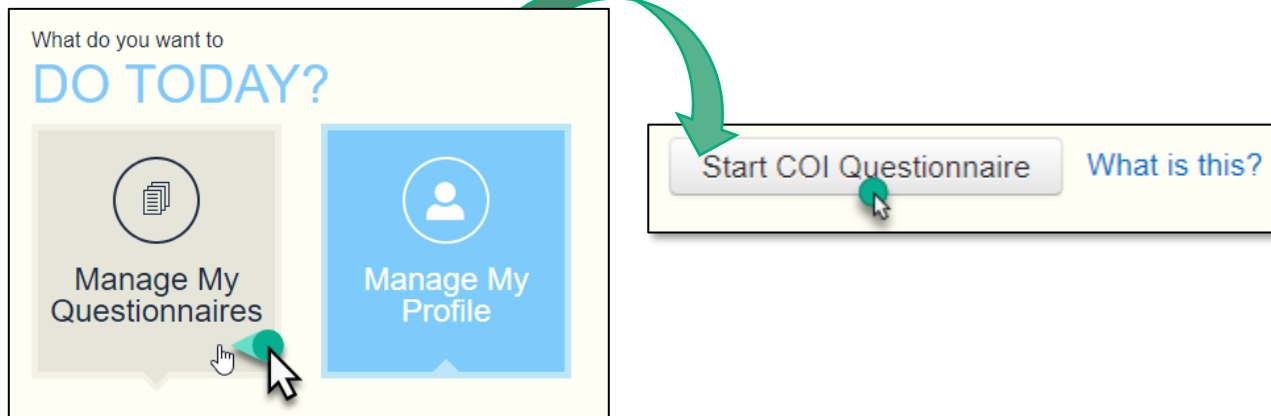 What do you want to
DO TODAY?
Manage My
Questionnaires
Manage My
Profile
Start COI Questionnaire
What is this?